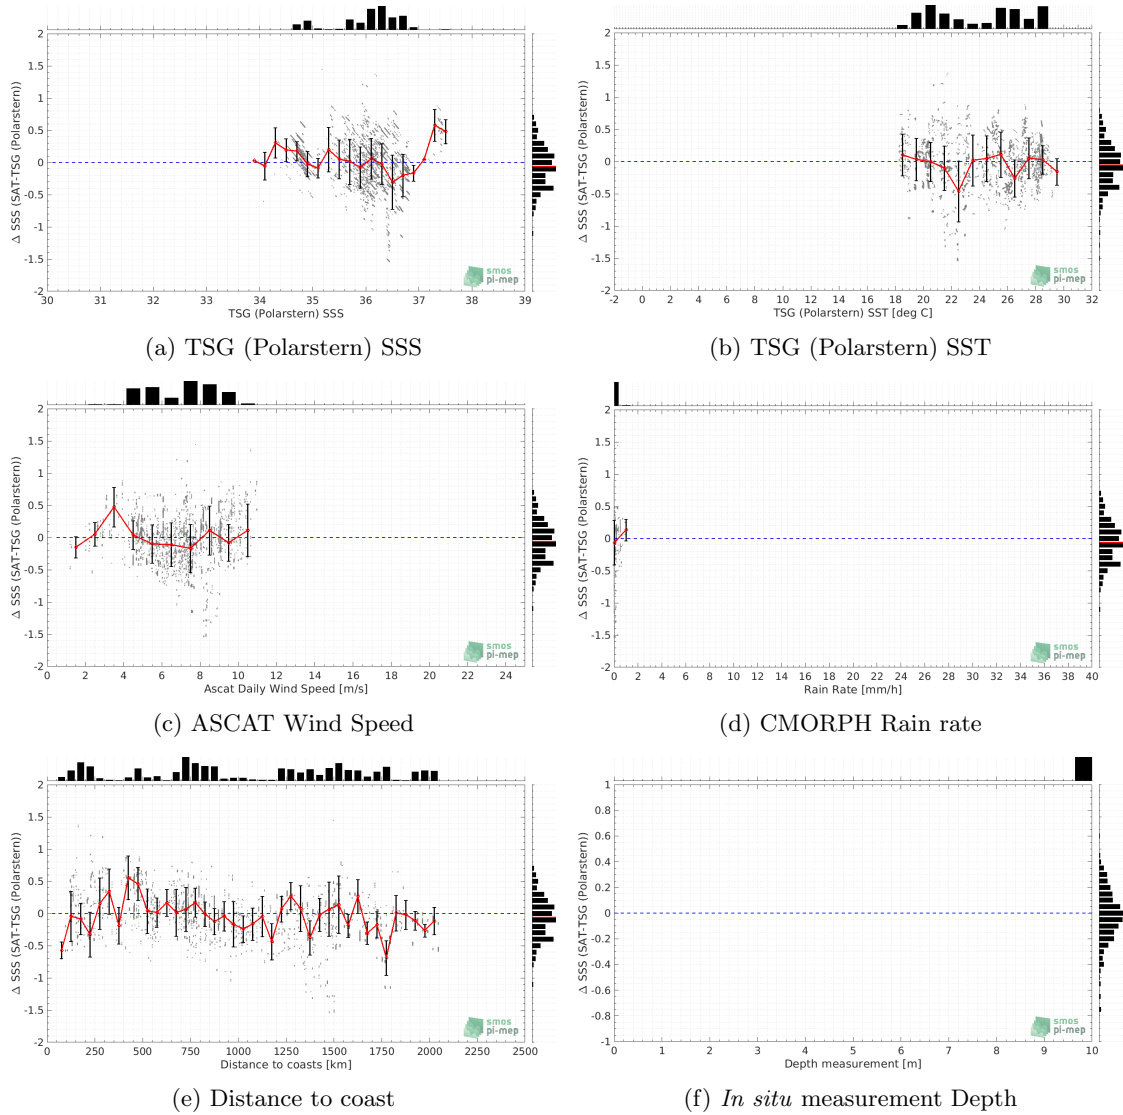 2
1.5
1
0.5
0
-0.5
-1
-1.5
-2
Δ SSS (SAT-TSG (Polarstern))
30 31 32 33 34 35 36 37 38 39
TSG (Polarstern) SSS
smos
pi-mep
(a) TSG (Polarstern) SSS
2
1.5
1
0.5
0
-0.5
-1
-1.5
-2
Δ SSS (SAT-TSG (Polarstern))
-2 0 2 4 6 8 10 12 14 16 18 20 22 24 26 28 30 32
TSG (Polarstern) SST [deg C]
smos
pi-mep
(b) TSG (Polarstern) SST
2
1.5
1
0.5
0
-0.5
-1
-1.5
-2
Δ SSS (SAT-TSG (Polarstern))
0 2 4 6 8 10 12 14 16 18 20 22 24
Ascat Daily Wind Speed [m/s]
smos
pi-mep
(c) ASCAT Wind Speed
2
1.5
1
0.5
0
-0.5
-1
-1.5
-2
Δ SSS (SAT-TSG (Polarstern))
0 2 4 6 8 10 12 14 16 18 20 22 24 26 28 30 32 34 36 38 40
Rain Rate [mm/h]
smos
pi-mep
(d) CMORPH Rain rate
2
1.5
1
0.5
0
-0.5
-1
-1.5
-2
Δ SSS (SAT-TSG (Polarstern))
0 250 500 750 1000 1250 1500 1750 2000 2250 2500
Distance to coasts [km]
smos
pi-mep
(e) Distance to coast
1
0.8
0.6
0.4
0.2
0
-0.2
-0.4
-0.6
-0.8
-1
Δ SSS (SAT-TSG (Polarstern))
0 1 2 3 4 5 6 7 8 9 10
Depth measurement [m]
smos
pi-mep
(f) In situ measurement Depth